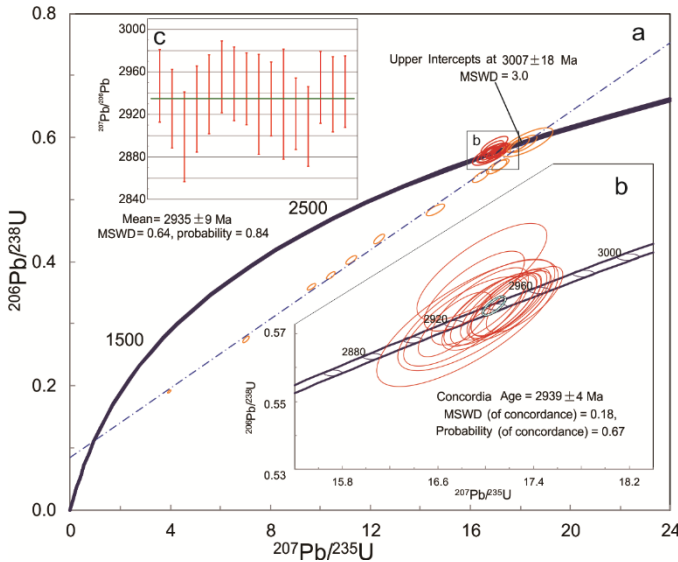 c
3000
2960
2920
2880
2840
²⁰⁷Pb/²⁰⁶Pb
2500
Mean= 2935 ±9 Ma
MSWD = 0.64, probability = 0.84
a
Upper Intercepts at 3007±18 Ma
MSWD = 3.0
b
0.8
0.6
0.4
0.2
0.0
²⁰⁶Pb/²³⁸U
1500
b
3000
2960
2920
2880
0.57
0.55
0.53
²⁰⁶Pb/²³⁸U
Concordia Age = 2939 ±4 Ma
MSWD (of concordance) = 0.18,
Probability (of concordance) = 0.67
15.8 16.6 17.4 18.2
²⁰⁷Pb/²³⁵U
0 4 8 12 16 20 24
²⁰⁷Pb/²³⁵U